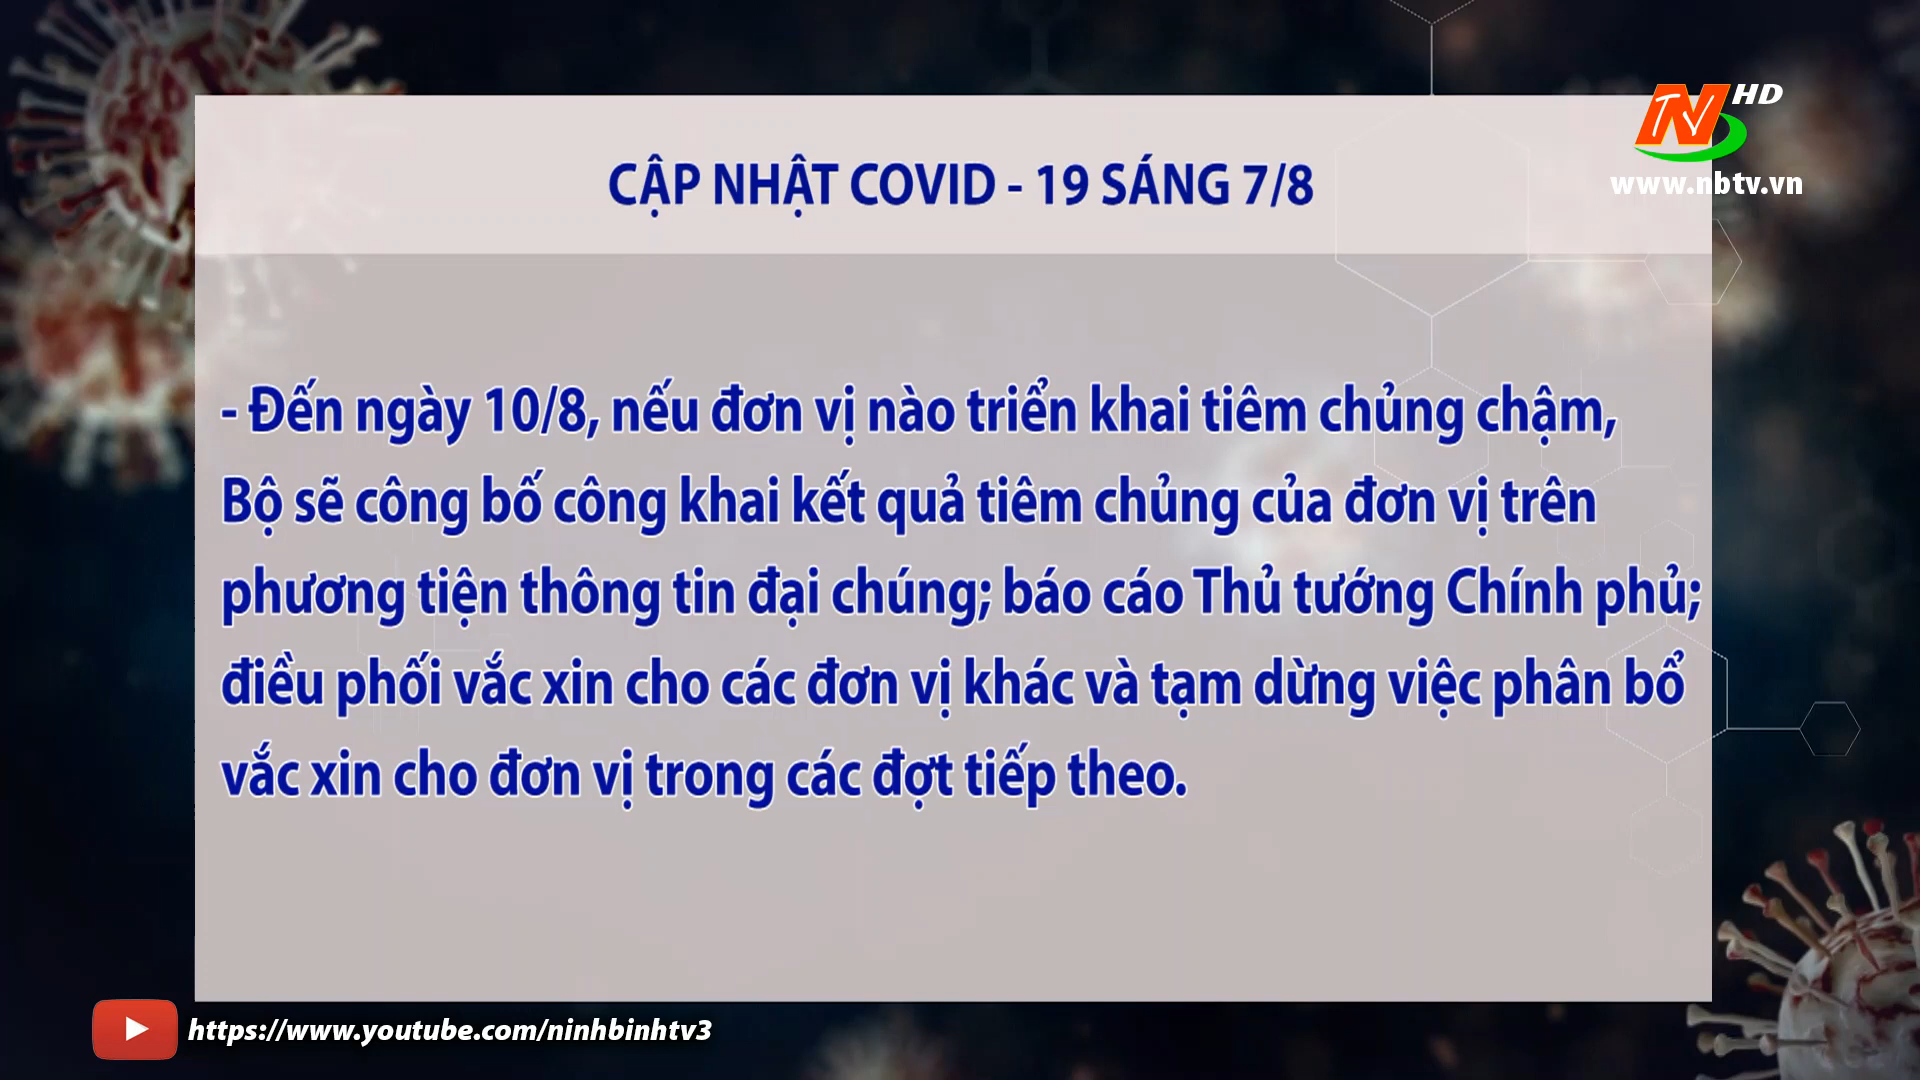 HD
www.nbtv.vn
CẬP NHẬT COVID - 19 SÁNG 7/8
- Đến ngày 10/8, nếu đơn vị nào triển khai tiêm chủng chậm,
Bộ sẽ công bố công khai kết quả tiêm chủng của đơn vị trên
phương tiện thông tin đại chúng; báo cáo Thủ tướng Chính phủ;
điều phối vắc xin cho các đơn vị khác và tạm dừng việc phân bổ
vắc xin cho đơn vị trong các đợt tiếp theo.
https://www.youtube.com/ninhbinhtv3